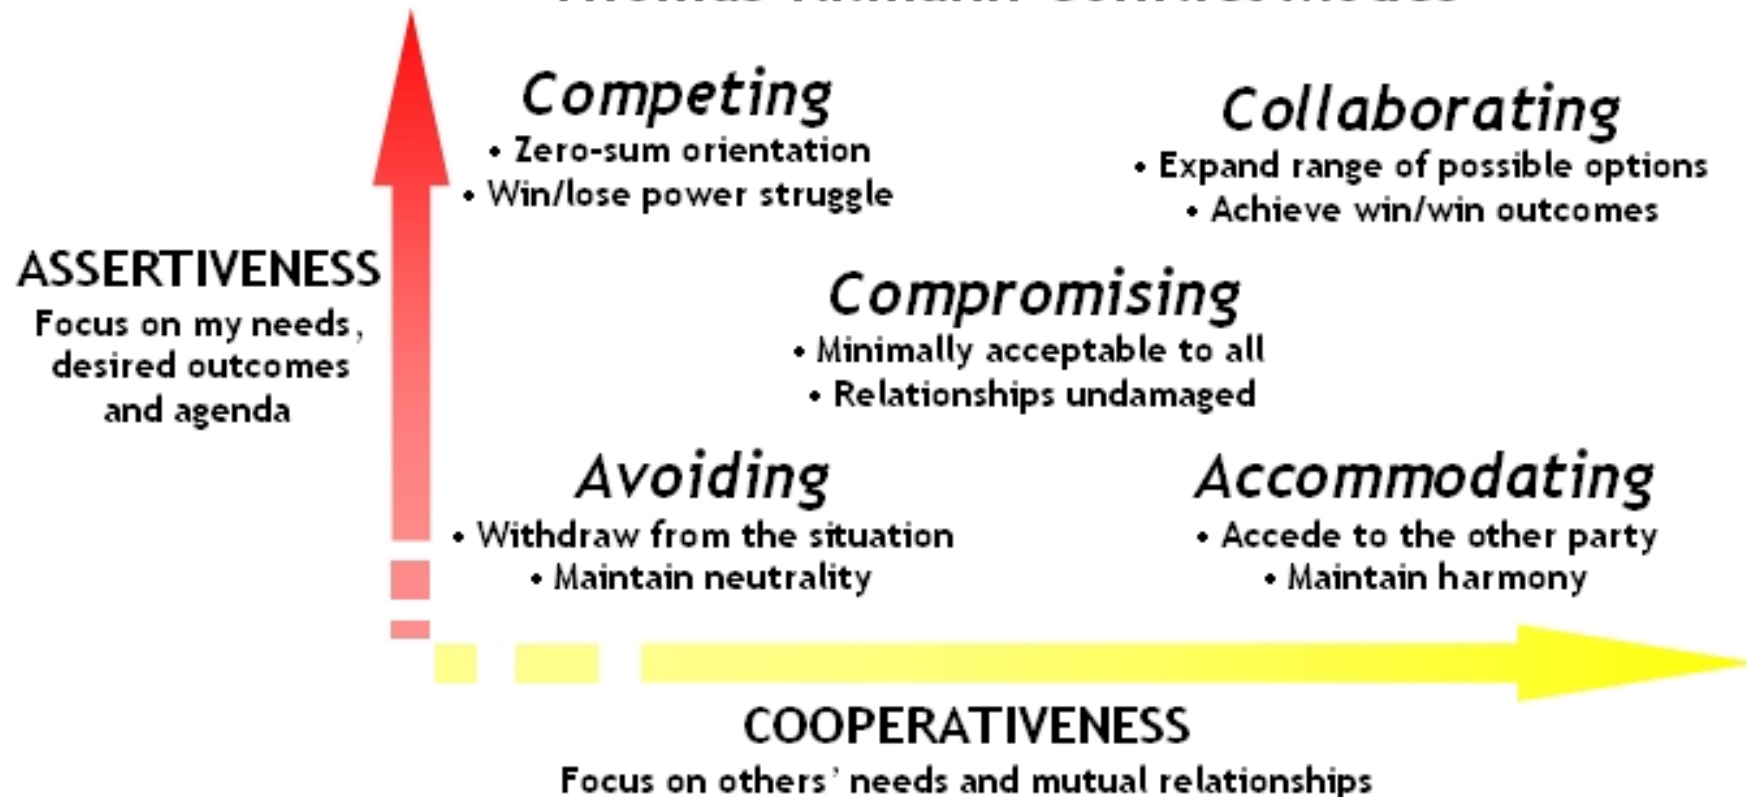 Competing
• Zero-sum orientation
• Win/lose power struggle
Collaborating
• Expand range of possible options
• Achieve win/win outcomes
ASSERTIVENESS
Focus on my needs,
desired outcomes
and agenda
Compromising
• Minimally acceptable to all
• Relationships undamaged
Avoiding
• Withdraw from the situation
• Maintain neutrality
Accommodating
• Accede to the other party
• Maintain harmony
COOPERATIVENESS
Focus on others' needs and mutual relationships